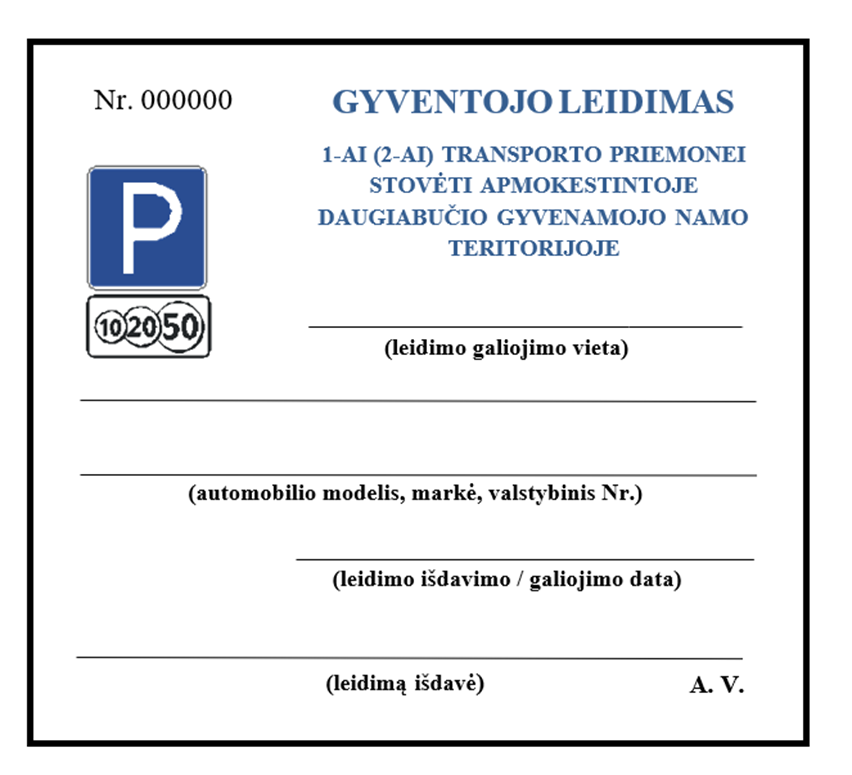 Nr. 000000
GYVENTOJO LEIDIMAS
1-AI (2-AI) TRANSPORTO PRIEMONEI
STOVĖTI APMOKESTINTOJE
DAUGIABUČIO GYVENAMOJO NAMO
TERITORIJOJE
P
10 20 50
(leidimo galiojimo vieta)
(automobilio modelis, markė, valstybinis Nr.)
(leidimo išdavimo / galiojimo data)
(leidimą išdavė)
A. V.